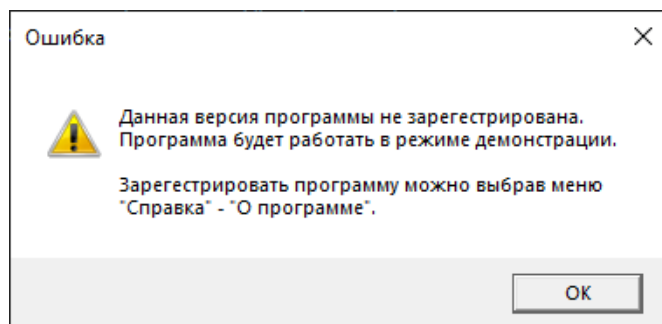 Ошибка
Данная версия программы не зарегестрирована.
Программа будет работать в режиме демонстрации.
Зарегестрировать программу можно выбрав меню
"Справка" - "О программе".
OK